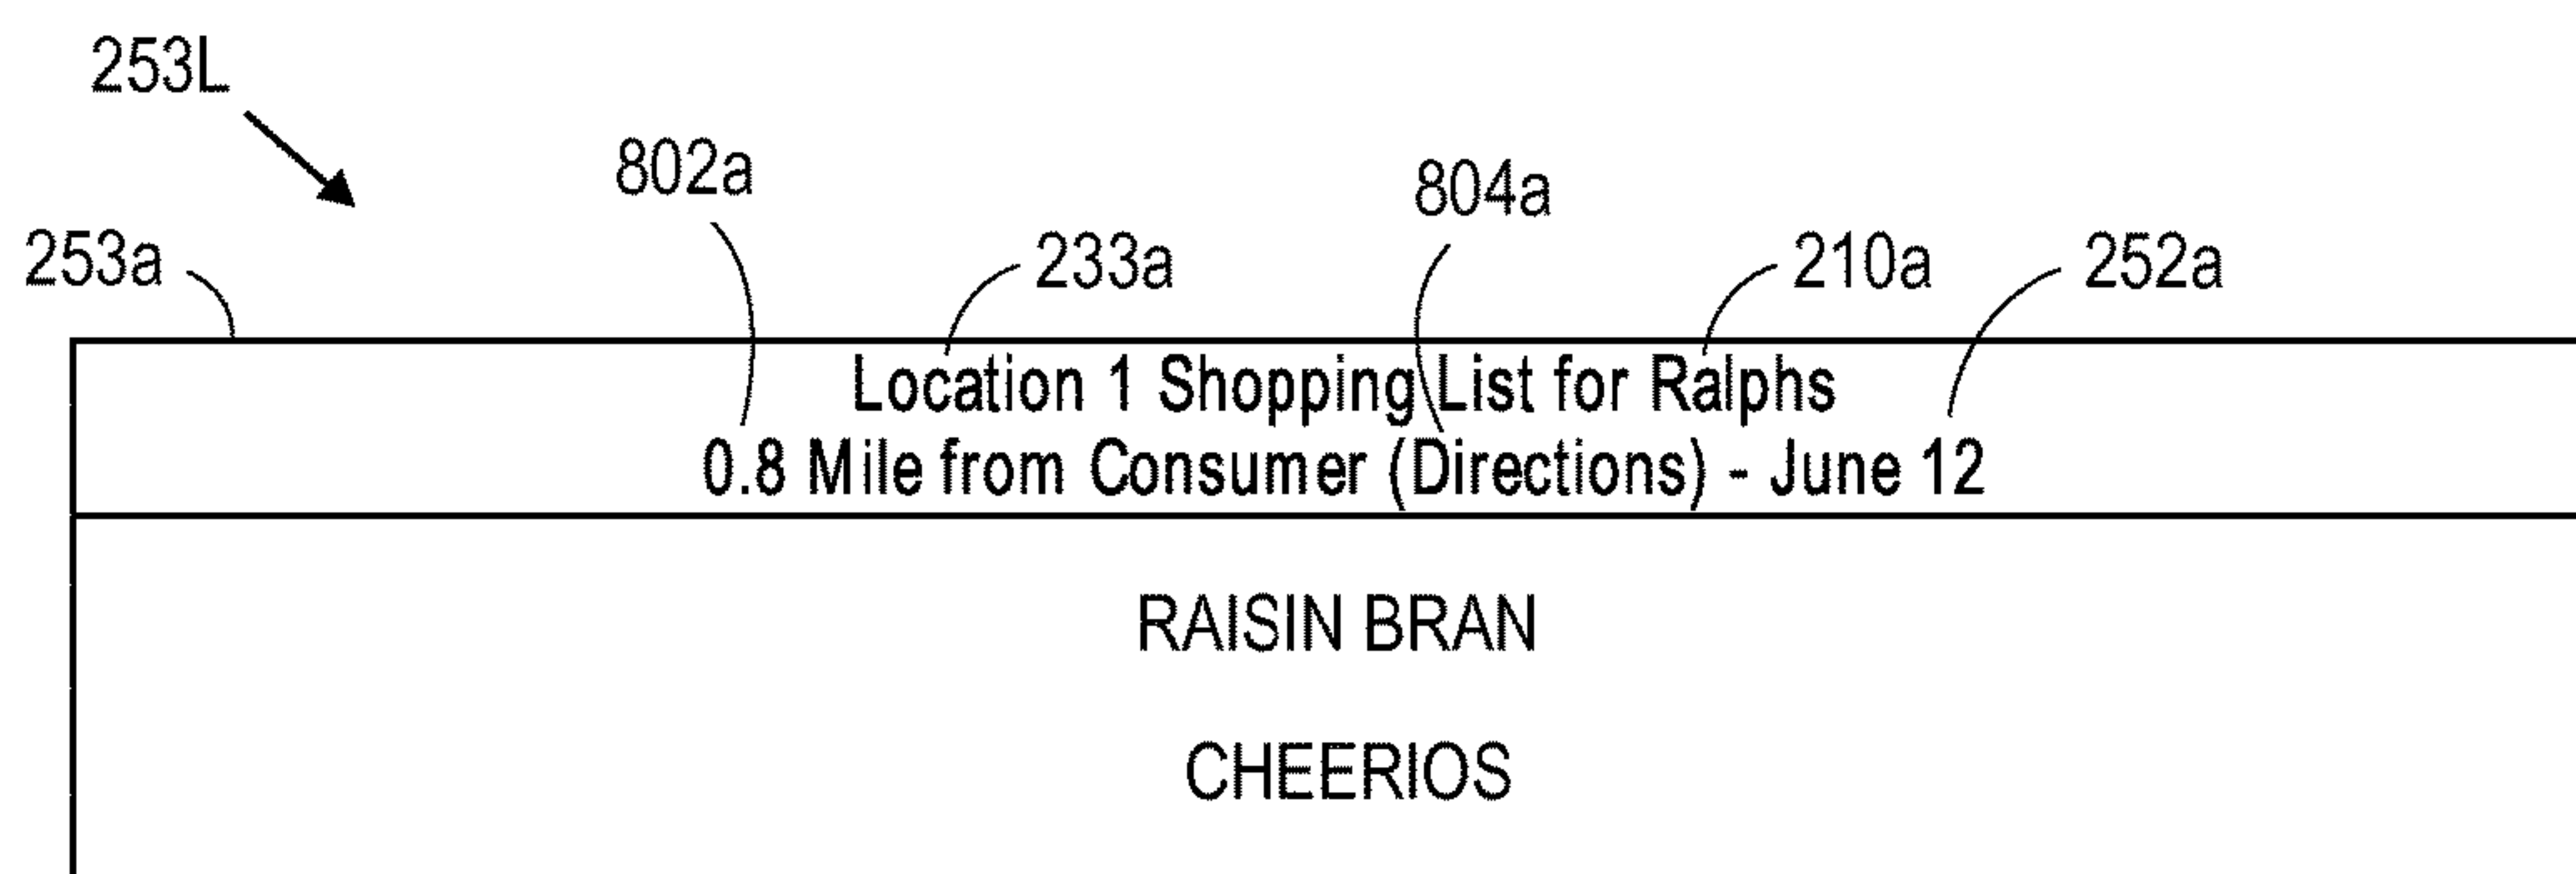 253L
802a
804a
253a
233a
210a
252a
Location 1 Shopping List for Ralphs
0.8 Mile from Consumer (Directions) - June 12
RAISIN BRAN
CHEERIOS